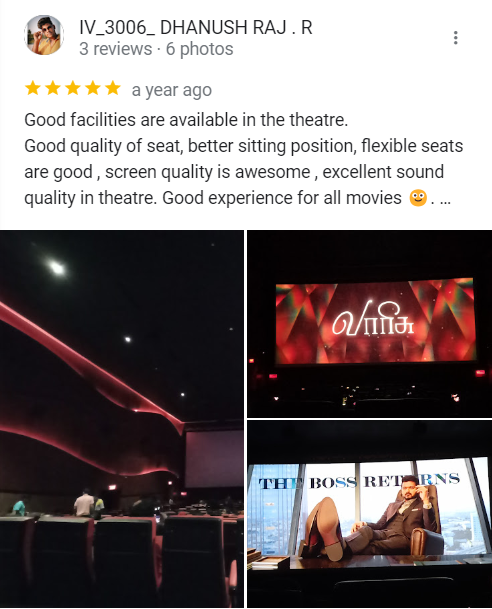 IV_3006_ DHANUSH RAJ . R
3 reviews · 6 photos
a year ago
Good facilities are available in the theatre.
Good quality of seat, better sitting position, flexible seats
are good , screen quality is awesome , excellent sound
quality in theatre. Good experience for all movies 🤩 . ...
வாரிசு
THE BOSS RETURNS